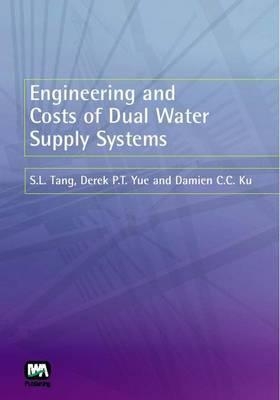 Engineering and
Costs of Dual Water
Supply Systems
S.L. Tang, Derek P.T. Yue and Damien C.C. Ku
IWA
Publishing